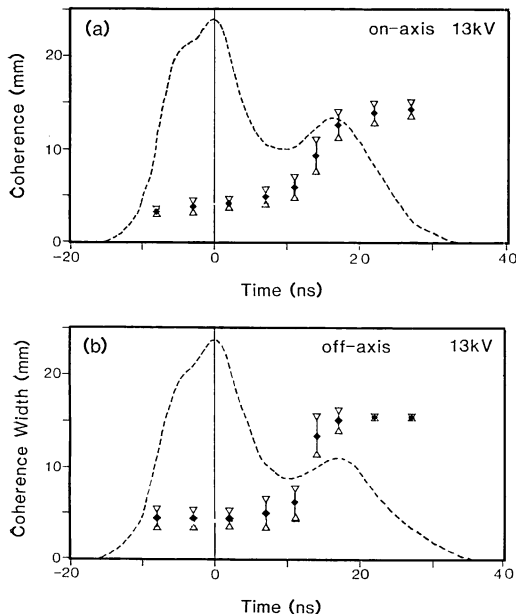 (a)
on-axis 13kV
Coherence (mm)
20
10
0
-20
0
20
40
Time (ns)
(b)
off-axis 13kV
Coherence Width (mm)
20
10
0
-20
0
20
40
Time (ns)